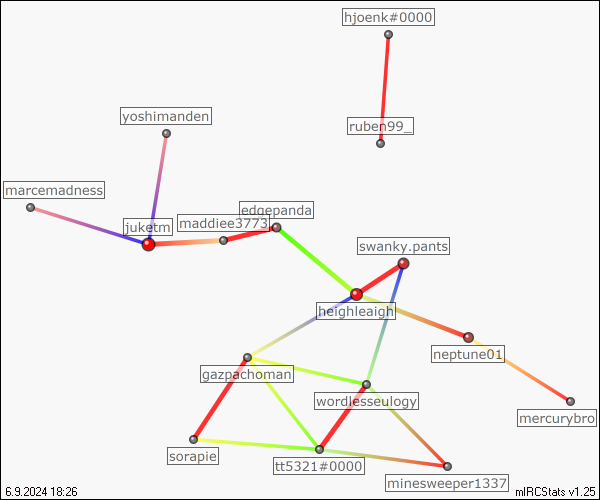 hjoenk#0000
yoshimanden
ruben99_
marcemadness
edgepanda
maddiee3773
juketm
swanky.pants
heighleaigh
neptune01
gazpachoman
wordlesseulogy
mercurybro
sorapie
tt5321#0000
minesweeper1337
6.9.2024 18:26
mIRCStats v1.25